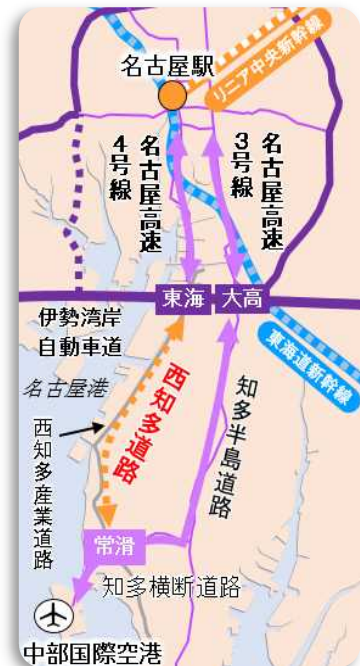 名古屋駅
リニア中央新幹線
名古屋高速
4号線
名古屋高速
3号線
東海
大高
伊勢湾岸
自動車道
東海道新幹線
名古屋港
西知多道路
知多半島道路
西知多産業道路
常滑
知多横断道路
中部国際空港